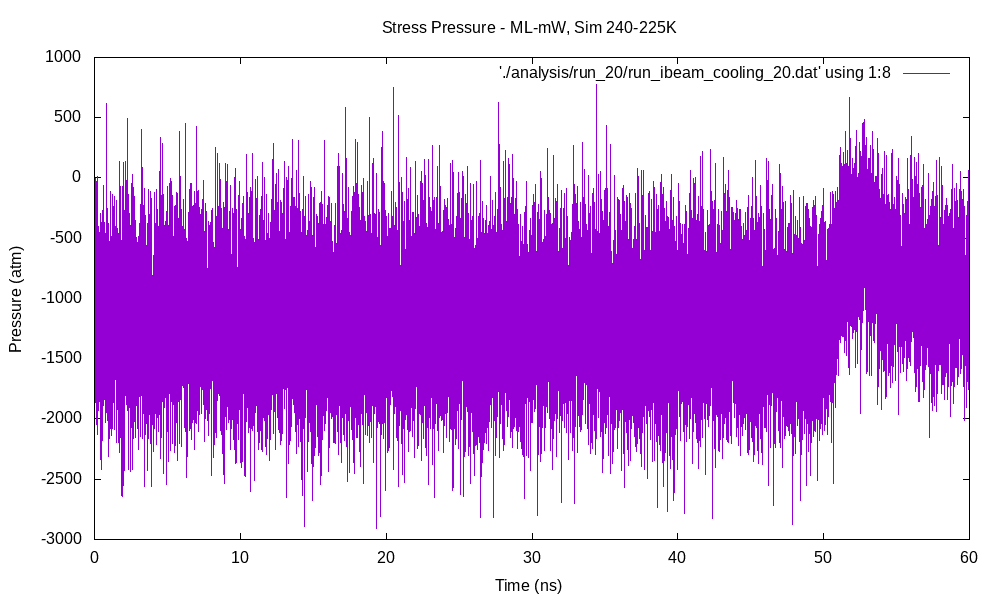 Stress Pressure - ML-mW, Sim 240-225K
'./analysis/run_20/run_ibeam_cooling_20.dat' using 1:8
1000
500
0
-500
-1000
-1500
-2000
-2500
-3000
Pressure (atm)
0 10 20 30 40 50 60
Time (ns)